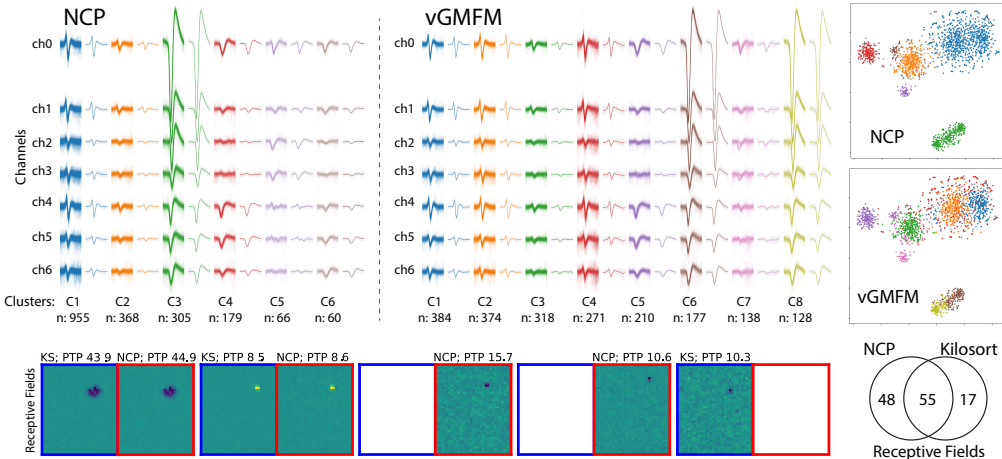 NCP
vGMFM
Channels
ch0
ch1
ch2
ch3
ch4
ch5
ch6
ch0
ch1
ch2
ch3
ch4
ch5
ch6
Clusters: C1 C2 C3 C4 C5 C6
n: 955 n: 368 n: 305 n: 179 n: 66 n: 60
C1 C2 C3 C4 C5 C6 C7 C8
n: 384 n: 374 n: 318 n: 271 n: 210 n: 177 n: 138 n: 128
NCP
vGMFM
Receptive Fields
KS; PTP 43 9 NCP; PTP 44.9 KS; PTP 8 5 NCP; PTP 8.6 NCP; PTP 15.7 NCP; PTP 10.6 KS; PTP 10.3
NCP Kilosort
48 55 17
Receptive Fields